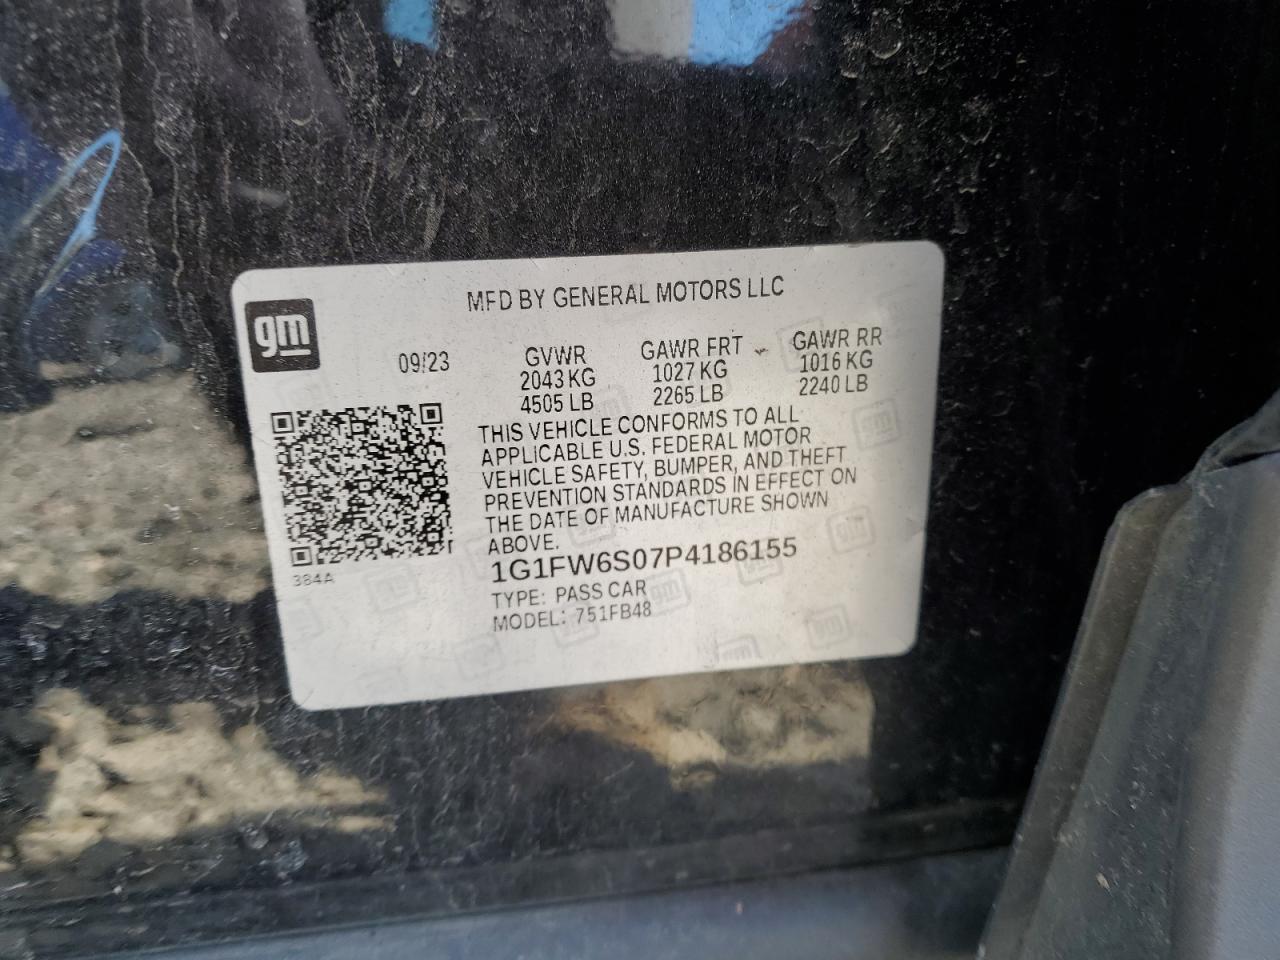 MFD BY GENERAL MOTORS LLC
gm
09/23
GVWR GAWR FRT GAWR RR
2043 KG 1027 KG 1016 KG
4505 LB 2265 LB 2240 LB
THIS VEHICLE CONFORMS TO ALL
APPLICABLE U.S. FEDERAL MOTOR
VEHICLE SAFETY, BUMPER, AND THEFT
PREVENTION STANDARDS IN EFFECT ON
THE DATE OF MANUFACTURE SHOWN
ABOVE.
384A
1G1FW6S07P4186155
TYPE: PASS CAR
MODEL: 751FB48